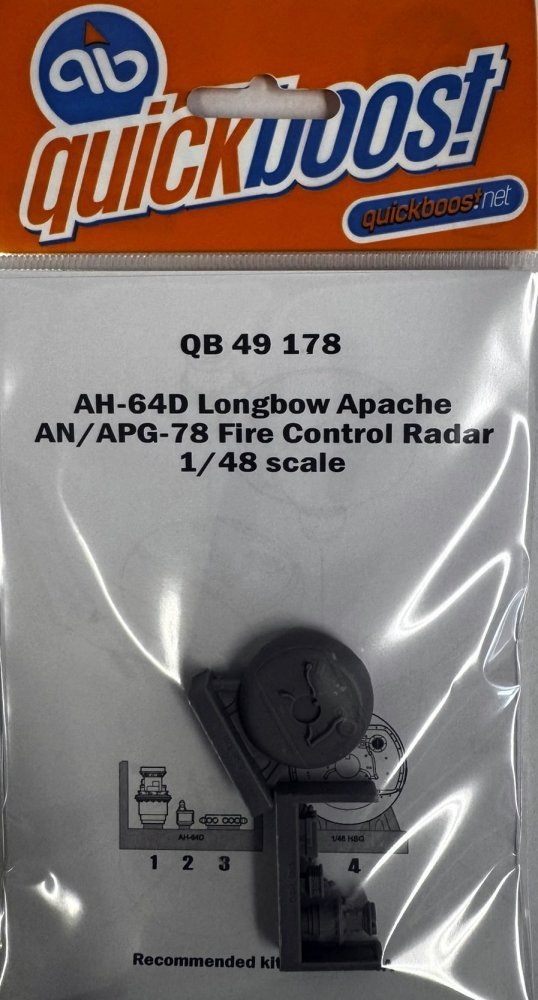 ab
quickboost
quickboost.net
QB 49 178
AH-64D Longbow Apache
AN/APG-78 Fire Control Radar
1/48 scale
AH-64D
1/48 HSG
1 2 3 4
Recommended